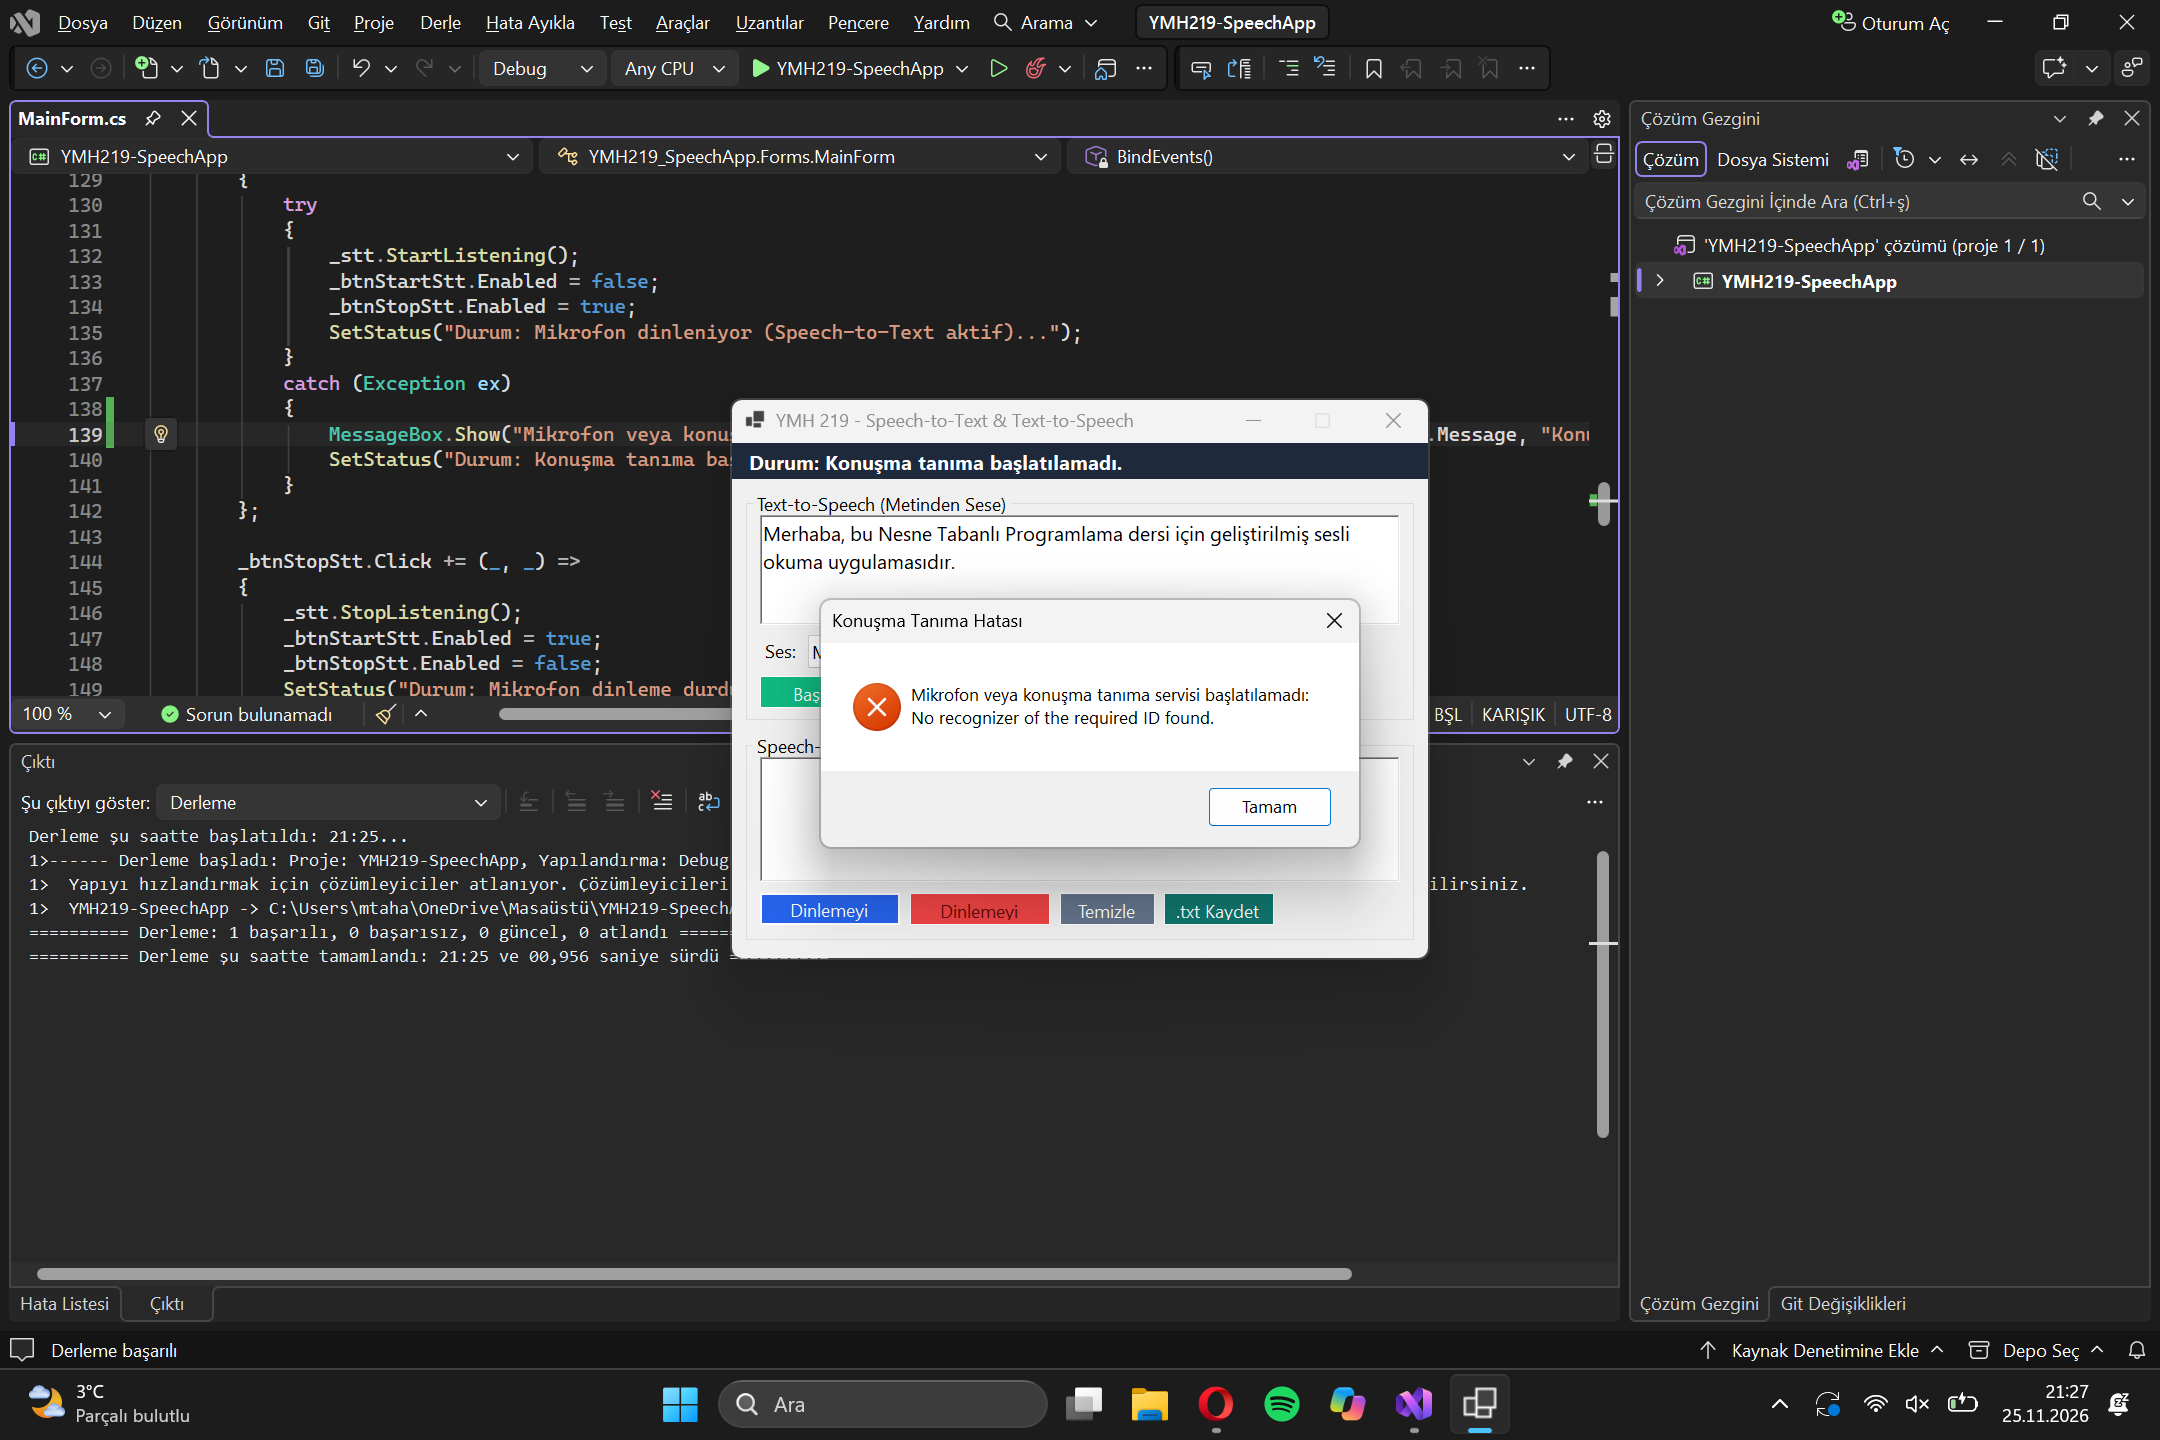 Dosya Düzen Görünüm Git Proje Derle Hata Ayıkla Test Araçlar Uzantılar Pencere Yardım Arama YMH219-SpeechApp Oturum Aç
Debug Any CPU YMH219-SpeechApp
MainForm.cs
YMH219-SpeechApp YMH219_SpeechApp.Forms.MainForm BindEvents()
129 {
130 try
131 {
132 _stt.StartListening();
133 _btnStartStt.Enabled = false;
134 _btnStopStt.Enabled = true;
135 SetStatus("Durum: Mikrofon dinleniyor (Speech-to-Text aktif)...");
136 }
137 catch (Exception ex)
138 {
139 MessageBox.Show("Mikrofon veya .Message,
140 SetStatus("Durum: Konuşma tanıma
141 }
142 };
143
144 _btnStopStt.Click += (_, _) =>
145 {
146 _stt.StopListening();
147 _btnStartStt.Enabled = true;
148 _btnStopStt.Enabled = false;
149 SetStatus("Durum: Mikrofon dinleme
100 % Sorun bulunamadı BŞL KARIŞIK UTF-8
YMH 219 - Speech-to-Text & Text-to-Speech
Durum: Konuşma tanıma başlatılamadı.
Text-to-Speech (Metinden Sese)
Merhaba, bu Nesne Tabanlı Programlama dersi için geliştirilmiş sesli
okuma uygulamasıdır.
Ses:
Konuşma Tanıma Hatası
Mikrofon veya konuşma tanıma servisi başlatılamadı:
No recognizer of the required ID found.
Tamam
Speech-
Dinlemeyi Dinlemeyi Temizle .txt Kaydet
Çıktı
Şu çıktıyı göster: Derleme
Derleme şu saatte başlatıldı: 21:25...
1>------ Derleme başladı: Proje: YMH219-SpeechApp, Yapılandırma: Debug
1> Yapıyı hızlandırmak için çözümleyiciler atlanıyor. Çözümleyicileri
1> YMH219-SpeechApp -> C:\Users\mtaha\OneDrive\Masaüstü\
========== Derleme: 1 başarılı, 0 başarısız, 0 güncel, 0 atlandı ======
========== Derleme şu saatte tamamlandı: 21:25 ve 00,956 saniye sürdü ==========
Hata Listesi Çıktı
Çözüm Gezgini
Çözüm Dosya Sistemi
Çözüm Gezgini İçinde Ara (Ctrl+ş)
'YMH219-SpeechApp' çözümü (proje 1 / 1)
YMH219-SpeechApp
Çözüm Gezgini Git Değişiklikleri
Derleme başarılı Kaynak Denetimine Ekle Depo Seç
3°C
Parçalı bulutlu
Ara
21:27
25.11.2026